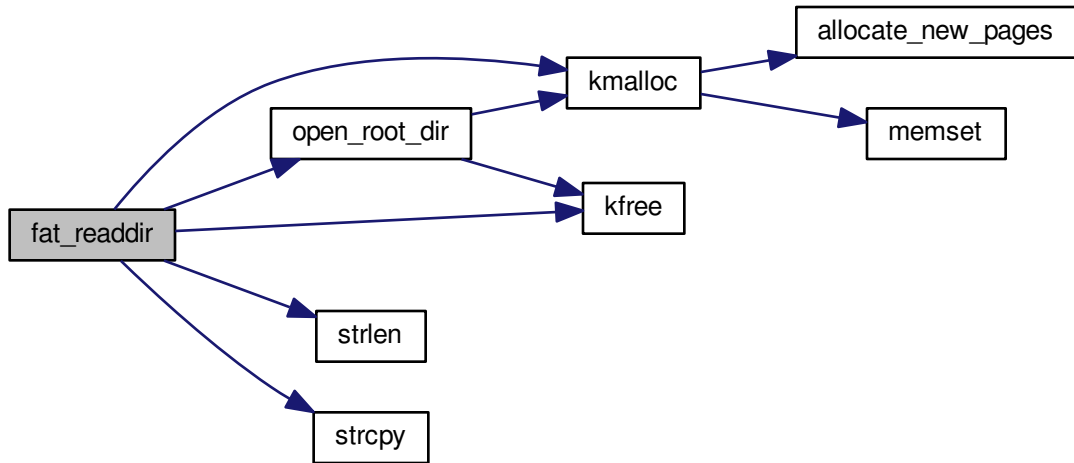 allocate_new_pages
kmalloc
open_root_dir
memset
kfree
fat_readdir
strlen
strcpy